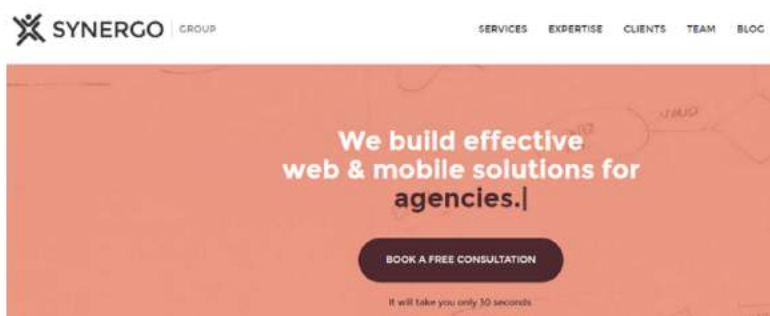 SYNERGO GROUP
SERVICES EXPERTISE CLIENTS TEAM BLOG
We build effective
web & mobile solutions for
agencies.|
BOOK A FREE CONSULTATION
It will take you only 30 seconds